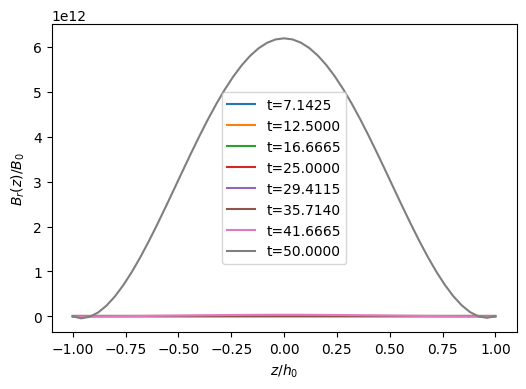 1e12
6
5
4
3
2
1
0
B_r(z)/B_0
t=7.1425
t=12.5000
t=16.6665
t=25.0000
t=29.4115
t=35.7140
t=41.6665
t=50.0000
−1.00 −0.75 −0.50 −0.25 0.00 0.25 0.50 0.75 1.00
z/h_0